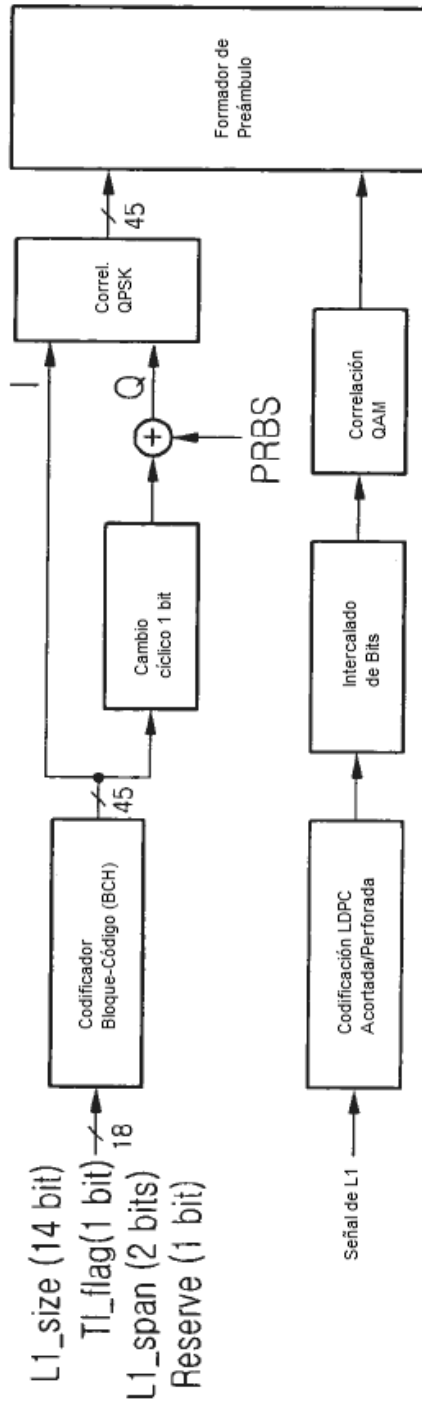 L1_size (14 bit)
TI_flag(1 bit)
L1_span (2 bits)
Reserve (1 bit)
18
Codificador
Bloque-Código (BCH)
45
Cambio
cíclico 1 bit
PRBS
I
Q
Correl.
QPSK
45
Formador de
Preámbulo
Señal de L1
Codificación LDPC
Acortada/Perforada
Intercalado
de Bits
Correlación
QAM